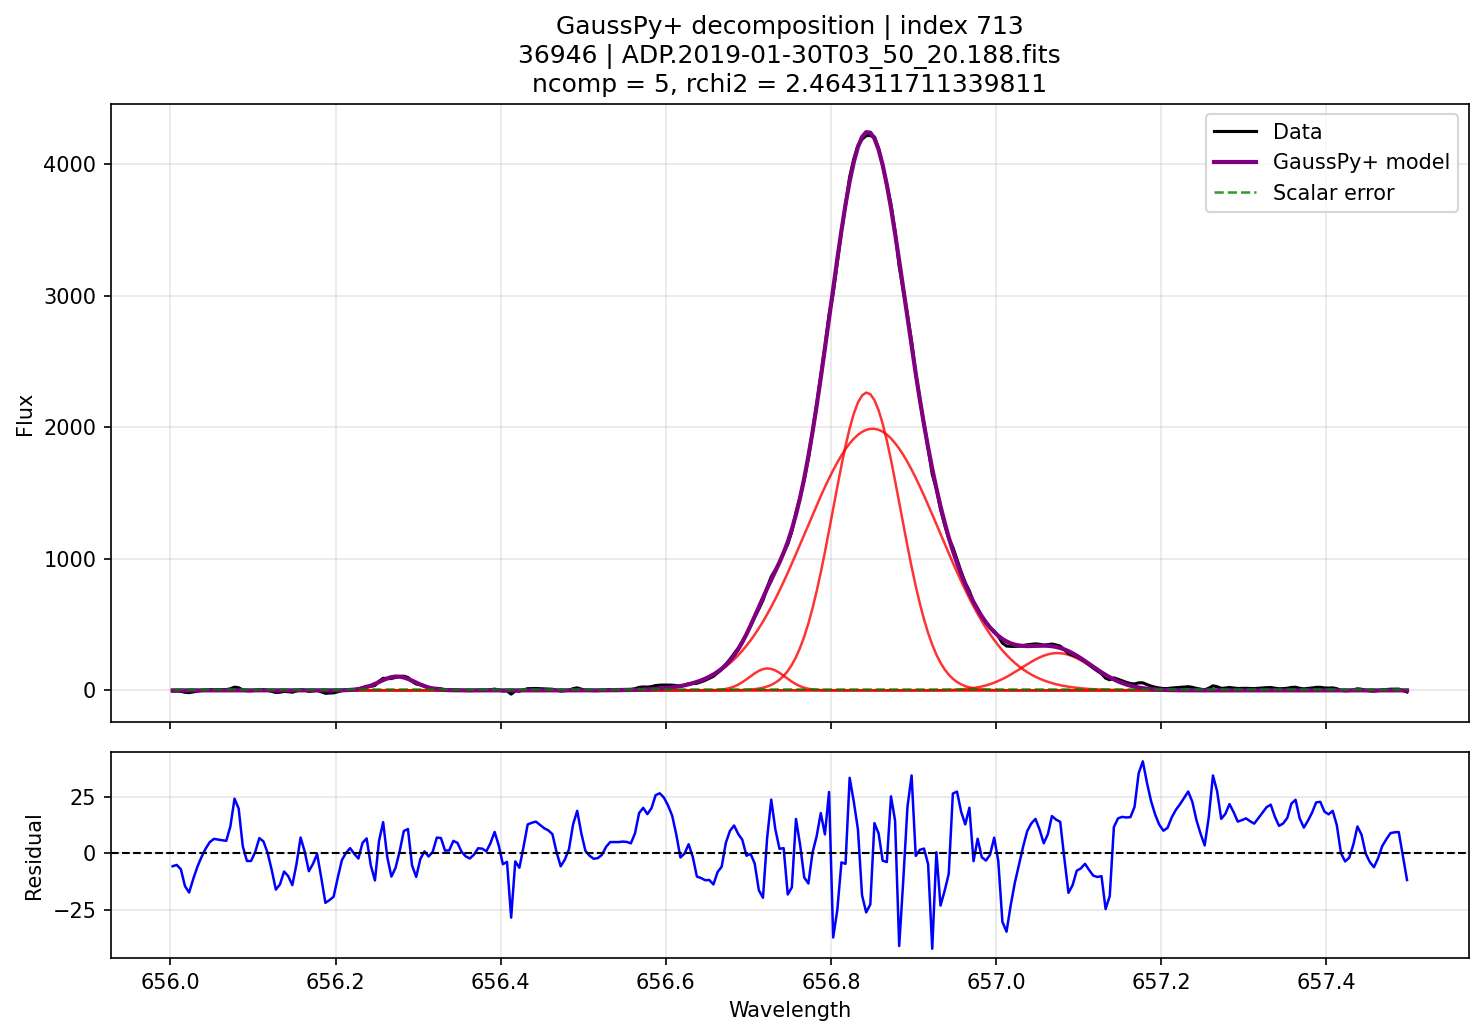 GaussPy+ decomposition | index 713
36946 | ADP.2019-01-30T03_50_20.188.fits
ncomp = 5, rchi2 = 2.464311711339811
Data
GaussPy+ model
Scalar error
4000
3000
2000
1000
0
Flux
25
0
−25
Residual
656.0 656.2 656.4 656.6 656.8 657.0 657.2 657.4
Wavelength